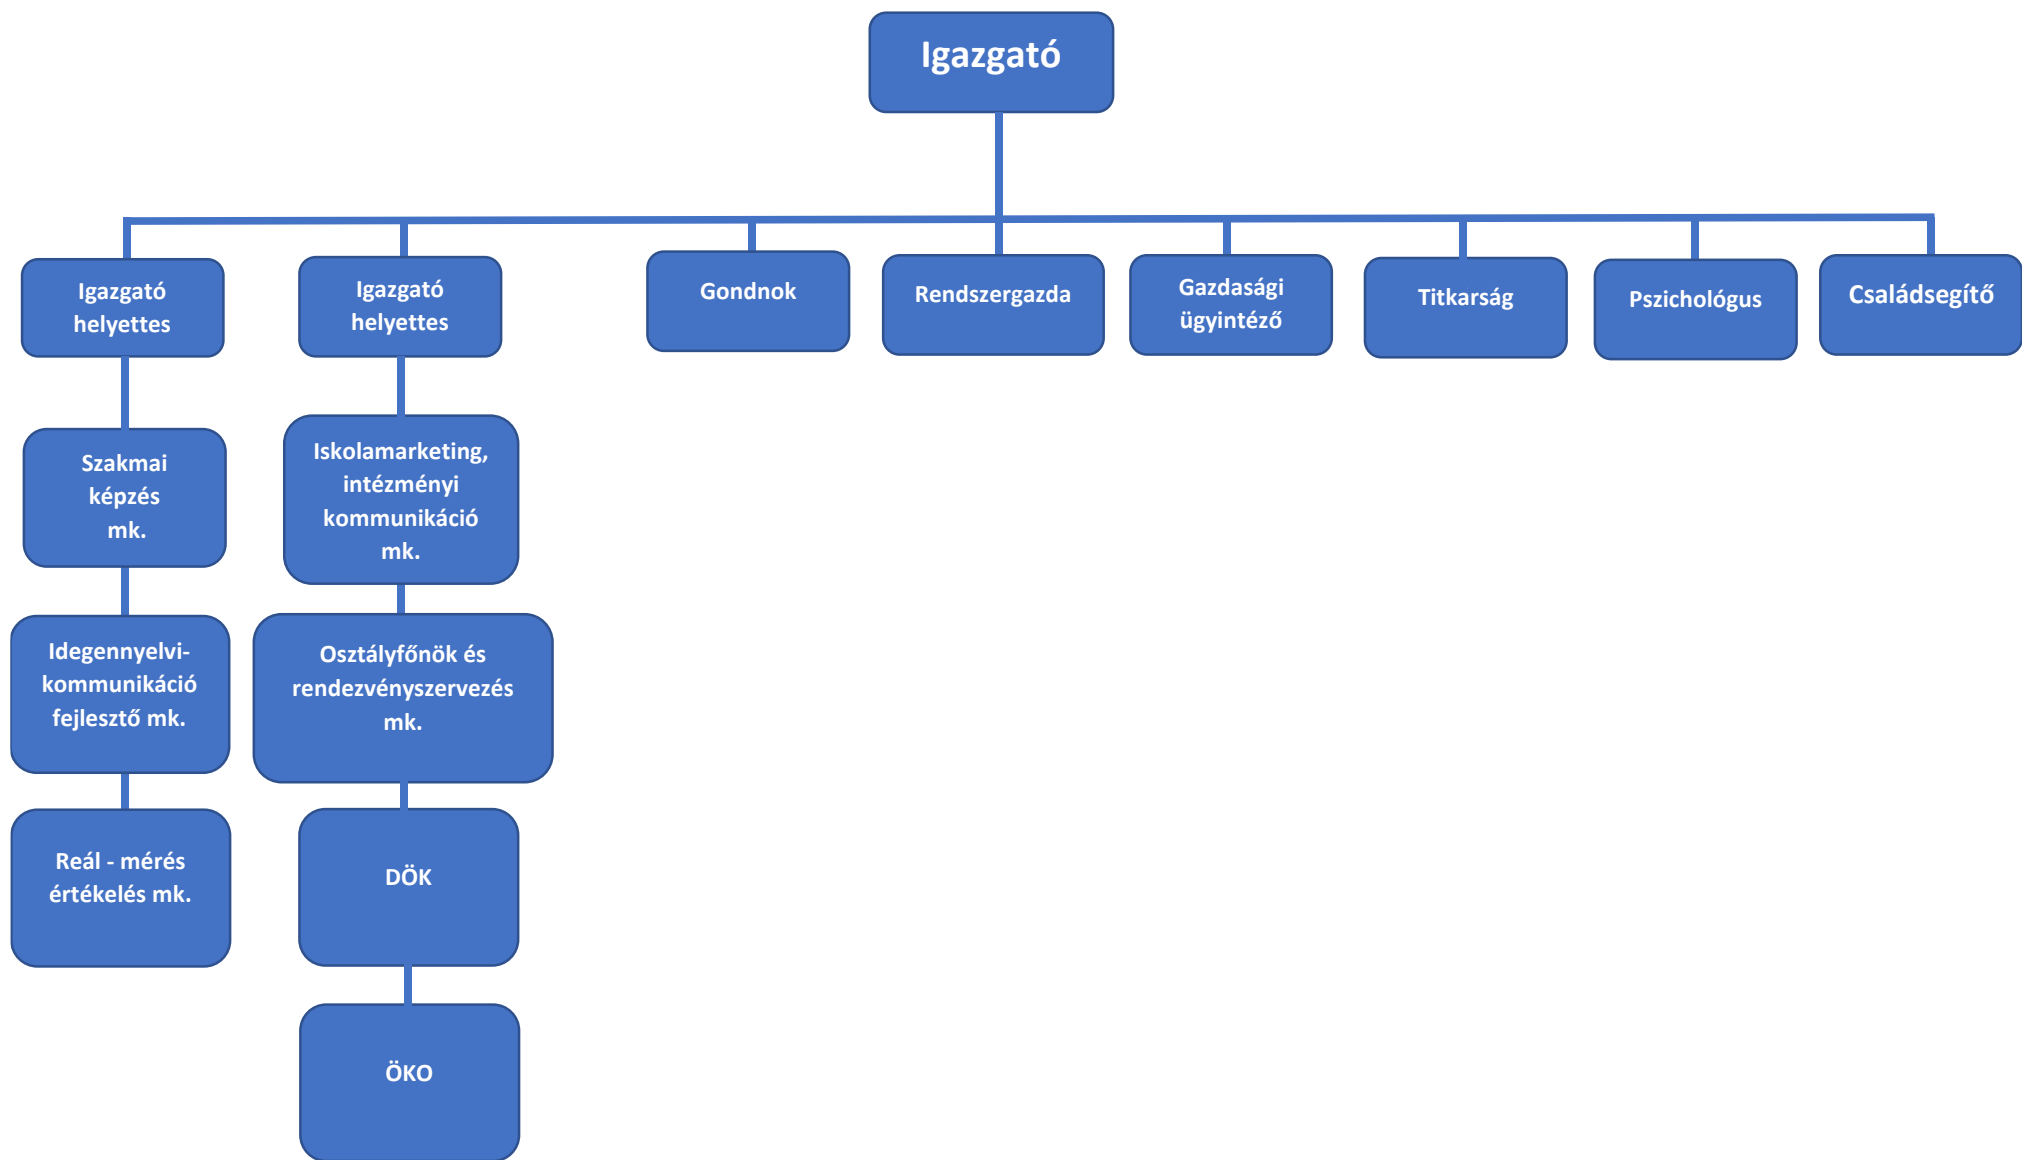 Igazgató
Igazgató
helyettes
Igazgató
helyettes
Gondnok
Rendszergazda
Gazdasági
ügyintéző
Titkarság
Pszichológus
Családsegítő
Szakmai
képzés
mk.
Iskolamarketing,
intézményi
kommunikáció
mk.
Idegennyelvi-
kommunikáció
fejlesztő mk.
Osztályfőnök és
rendezvényszervezés
mk.
Reál - mérés
értékelés mk.
DÖK
ÖKO